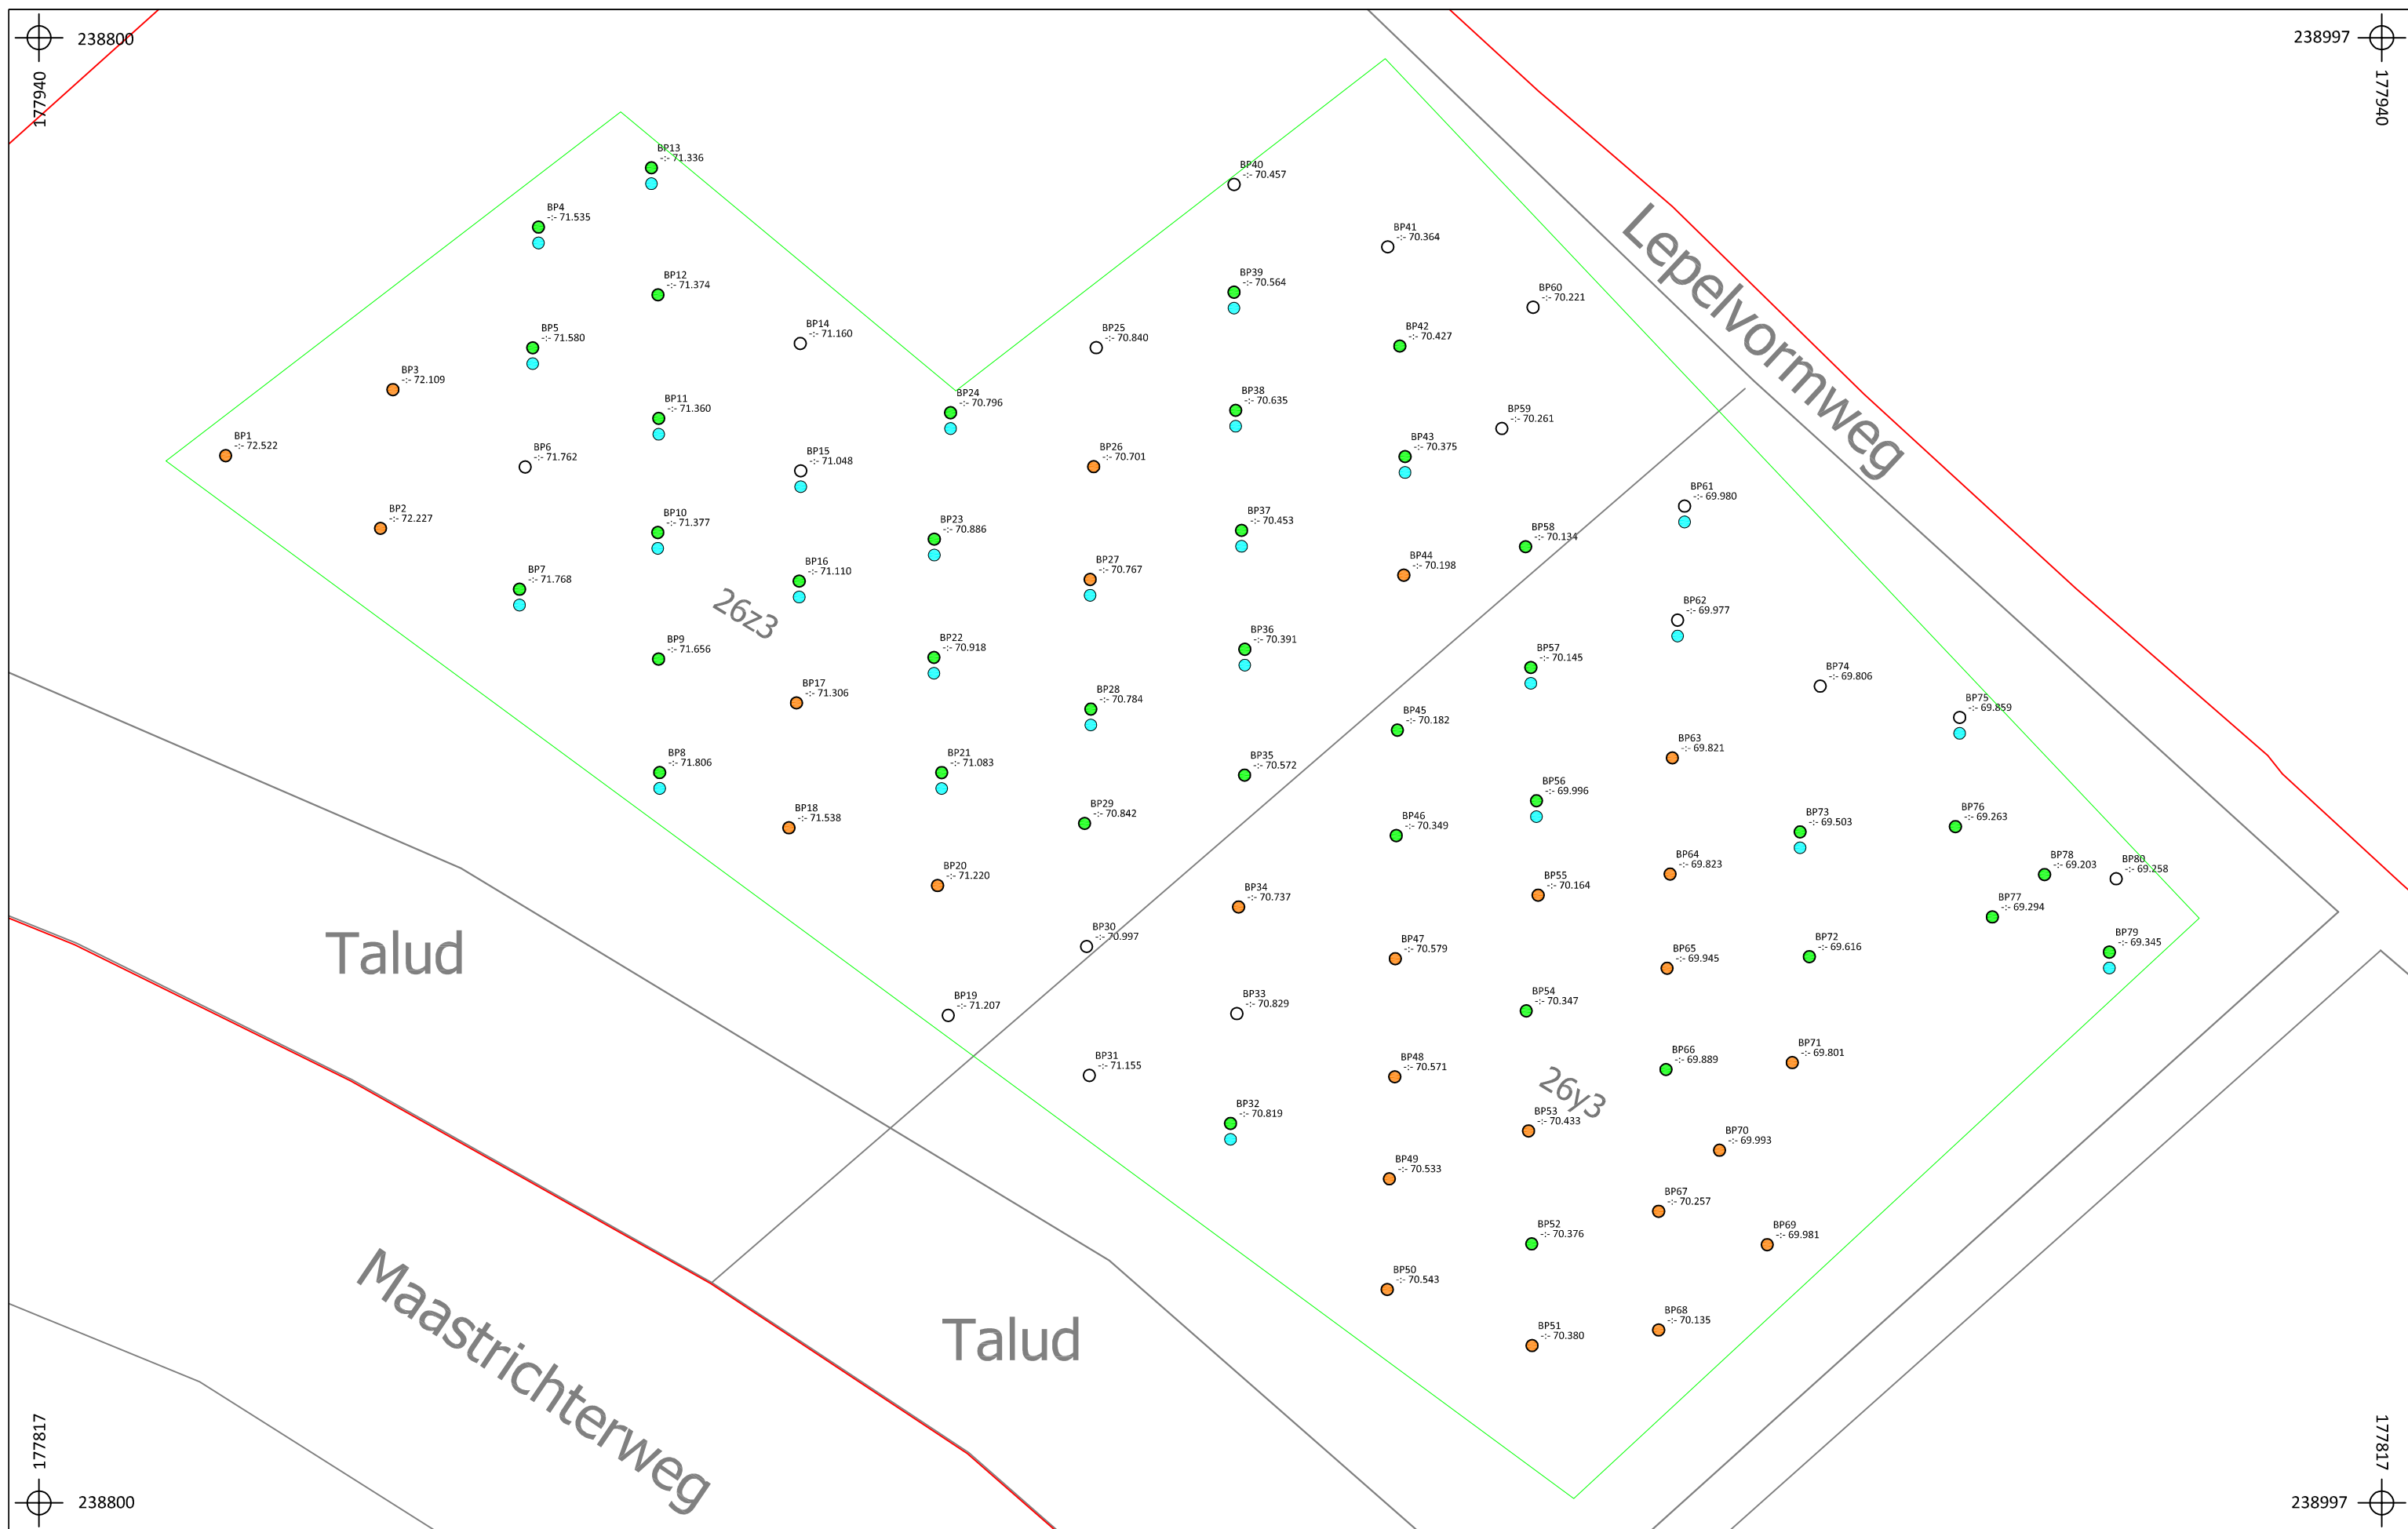 238800
238997
177940
177940
BP13
-:- 71.336
BP40
-:- 70.457
BP4
-:- 71.535
BP41
-:- 70.364
Lepelvormweg
BP12
-:- 71.374
BP39
-:- 70.564
BP60
-:- 70.221
BP14
-:- 71.160
BP5
-:- 71.580
BP25
-:- 70.840
BP42
-:- 70.427
BP3
-:- 72.109
BP24
-:- 70.796
BP11
-:- 71.360
BP38
-:- 70.635
BP59
-:- 70.261
BP1
-:- 72.522
BP6
-:- 71.762
BP15
-:- 71.048
BP26
-:- 70.701
BP43
-:- 70.375
BP61
-:- 69.980
BP2
-:- 72.227
BP10
-:- 71.377
BP23
-:- 70.886
BP37
-:- 70.453
BP58
-:- 70.134
BP7
-:- 71.768
BP16
-:- 71.110
BP27
-:- 70.767
BP44
-:- 70.198
26z3
BP62
-:- 69.977
BP9
-:- 71.656
BP22
-:- 70.918
BP36
-:- 70.391
BP57
-:- 70.145
BP74
-:- 69.806
BP17
-:- 71.306
BP28
-:- 70.784
BP45
-:- 70.182
BP75
-:- 69.859
BP63
-:- 69.821
BP8
-:- 71.806
BP21
-:- 71.083
BP35
-:- 70.572
BP56
-:- 69.996
BP18
-:- 71.538
BP29
-:- 70.842
BP46
-:- 70.349
BP73
-:- 69.503
BP76
-:- 69.263
BP20
-:- 71.220
BP64
-:- 69.823
BP78
-:- 69.203
BP80
-:- 69.258
BP34
-:- 70.737
BP55
-:- 70.164
BP77
-:- 69.294
Talud
BP30
-:- 70.997
BP47
-:- 70.579
BP65
-:- 69.945
BP72
-:- 69.616
BP79
-:- 69.345
BP19
-:- 71.207
BP33
-:- 70.829
BP54
-:- 70.347
BP31
-:- 71.155
BP48
-:- 70.571
BP66
-:- 69.889
BP71
-:- 69.801
26y3
BP32
-:- 70.819
BP53
-:- 70.433
BP70
-:- 69.993
BP49
-:- 70.533
BP67
-:- 70.257
BP52
-:- 70.376
BP69
-:- 69.981
BP50
-:- 70.543
Talud
BP51
-:- 70.380
BP68
-:- 70.135
Maastrichterweg
177817
177817
238800
238997